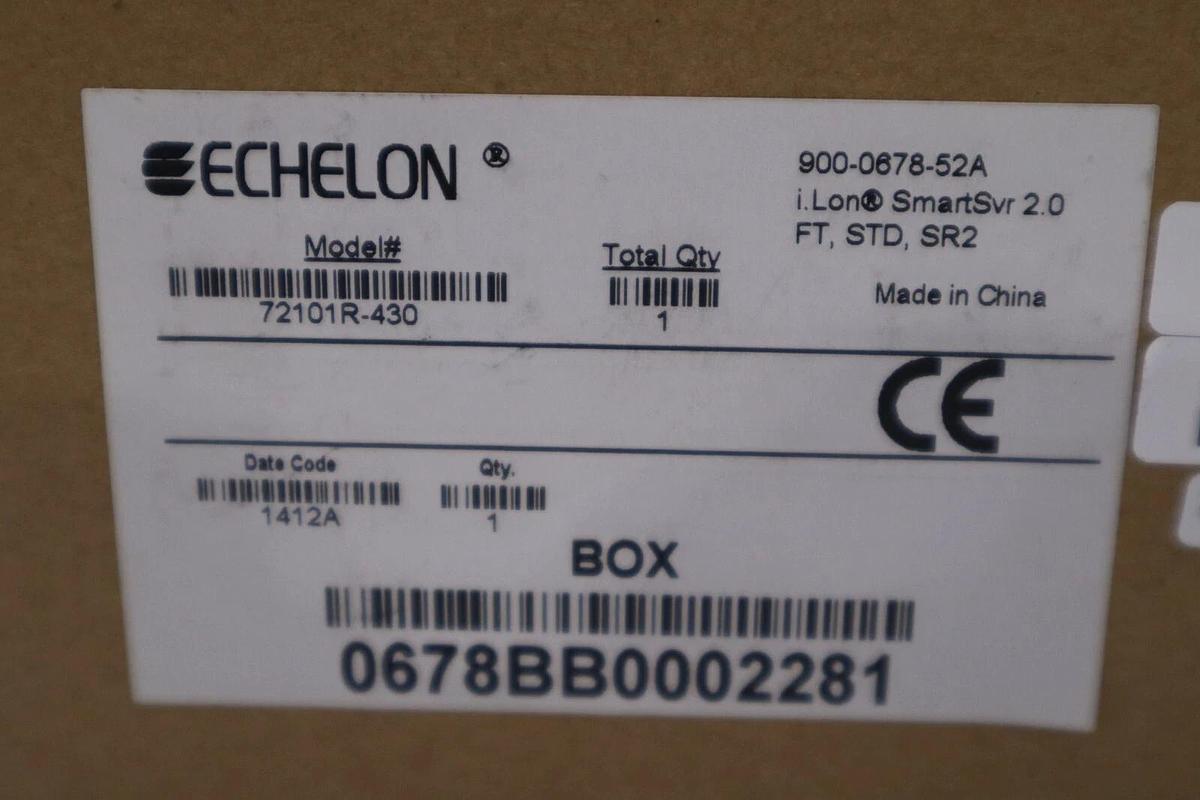 ECHELON ®
900-0678-52A
i.Lon® SmartSvr 2.0
FT, STD, SR2
Made in China
Model#
72101R-430
Total Qty
1
CE
Date Code
1412A
Qty.
1
BOX
0678BB0002281